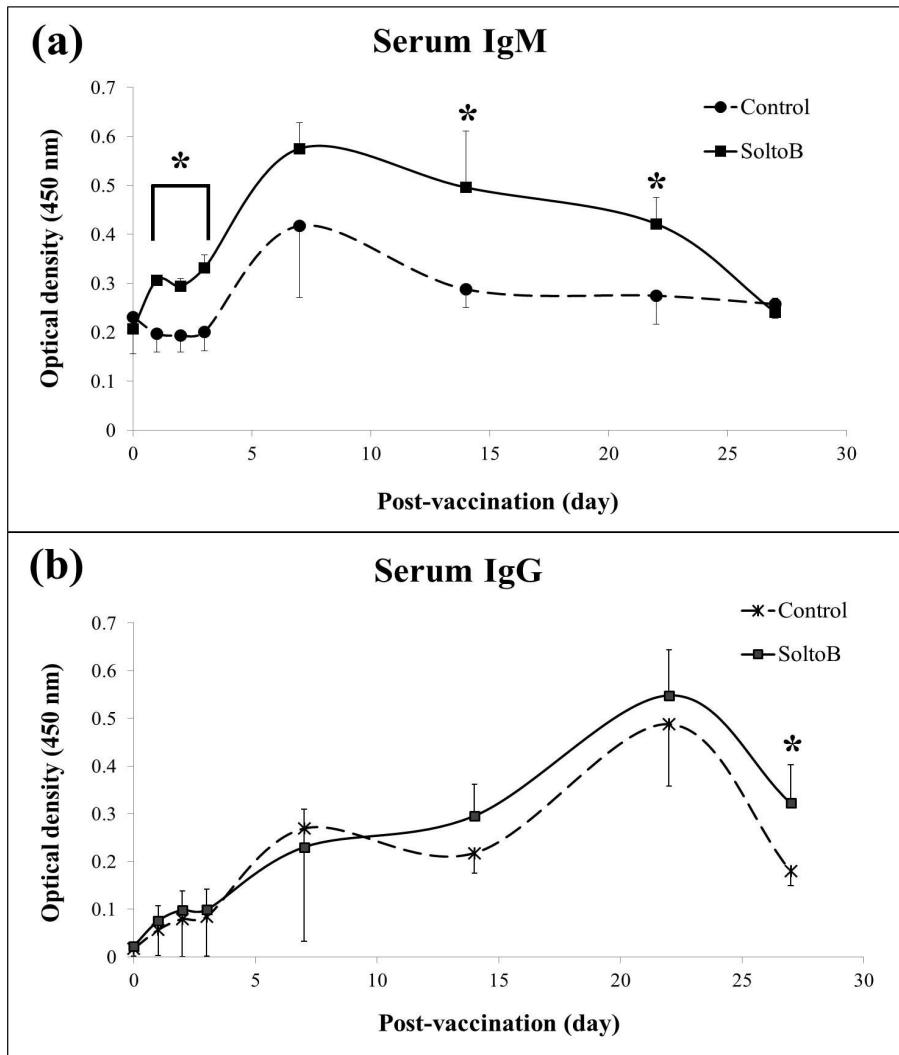 (a)
Serum IgM
Optical density (450 nm)
0.7
0.6
0.5
0.4
0.3
0.2
0.1
0
*
*
*
Control
SoltoB
0 5 10 15 20 25 30
Post-vaccination (day)
(b)
Serum IgG
Optical density (450 nm)
0.7
0.6
0.5
0.4
0.3
0.2
0.1
0
*
Control
SoltoB
0 5 10 15 20 25 30
Post-vaccination (day)